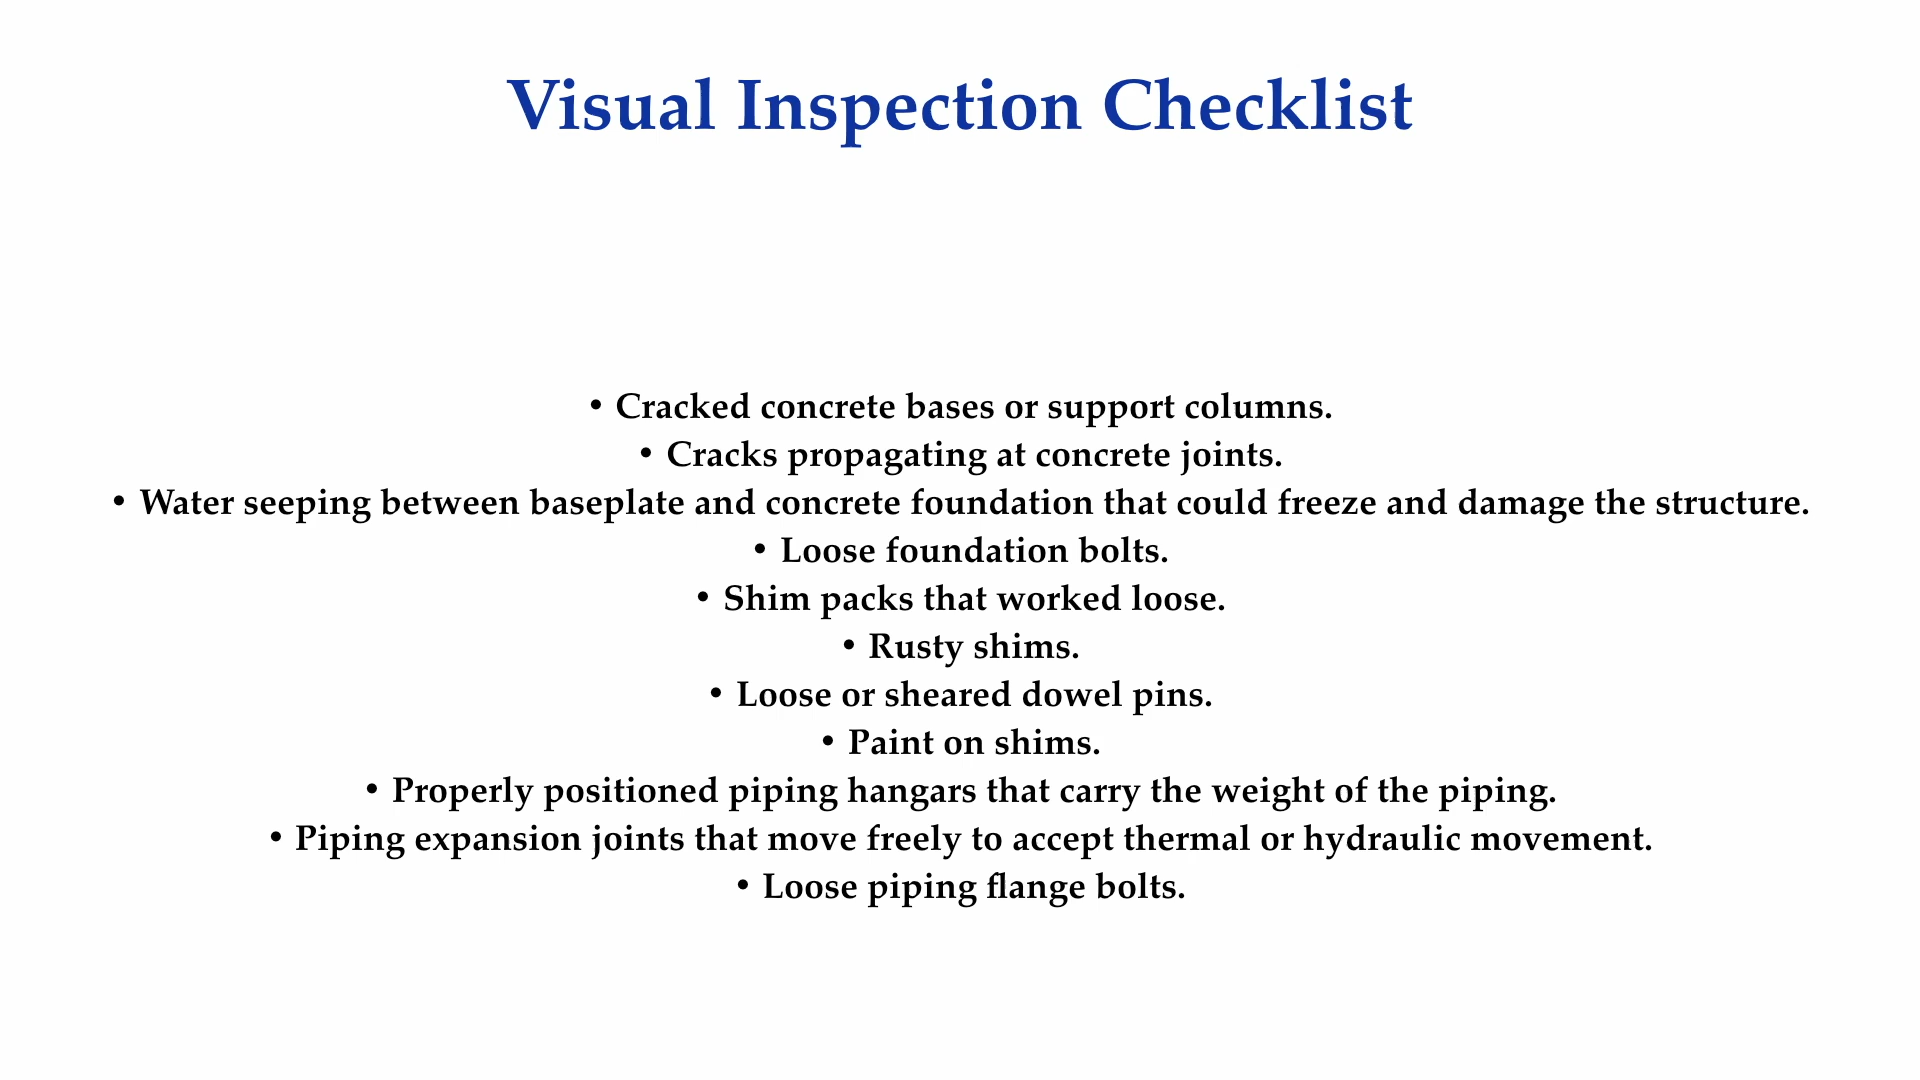 Visual Inspection Checklist
• Cracked concrete bases or support columns.
• Cracks propagating at concrete joints.
• Water seeping between baseplate and concrete foundation that could freeze and damage the structure.
• Loose foundation bolts.
• Shim packs that worked loose.
• Rusty shims.
• Loose or sheared dowel pins.
• Paint on shims.
• Properly positioned piping hangars that carry the weight of the piping.
• Piping expansion joints that move freely to accept thermal or hydraulic movement.
• Loose piping flange bolts.